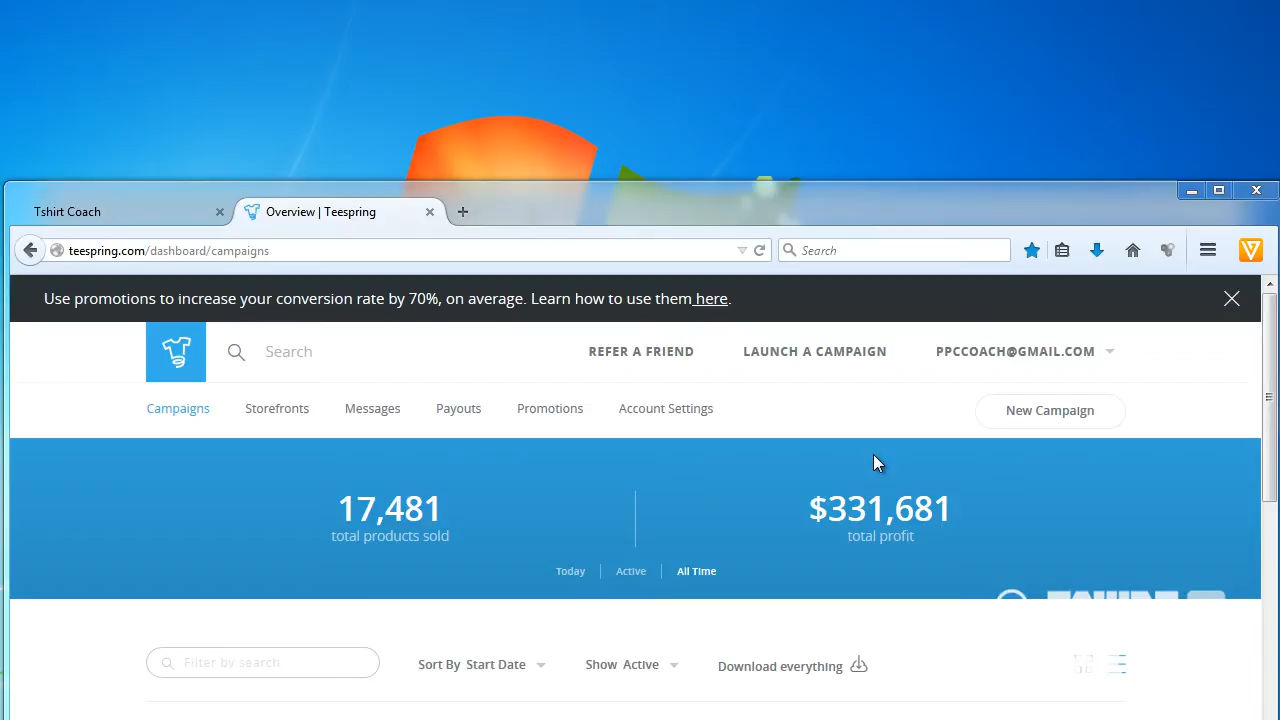 Tshirt Coach
Overview | Teespring
teespring.com/dashboard/campaigns
Search
Use promotions to increase your conversion rate by 70%, on average. Learn how to use them here.
Search
REFER A FRIEND
LAUNCH A CAMPAIGN
PPCCOACH@GMAIL.COM
Campaigns
Storefronts
Messages
Payouts
Promotions
Account Settings
New Campaign
17,481
total products sold
$331,681
total profit
Today
Active
All Time
Filter by search
Sort By Start Date
Show Active
Download everything